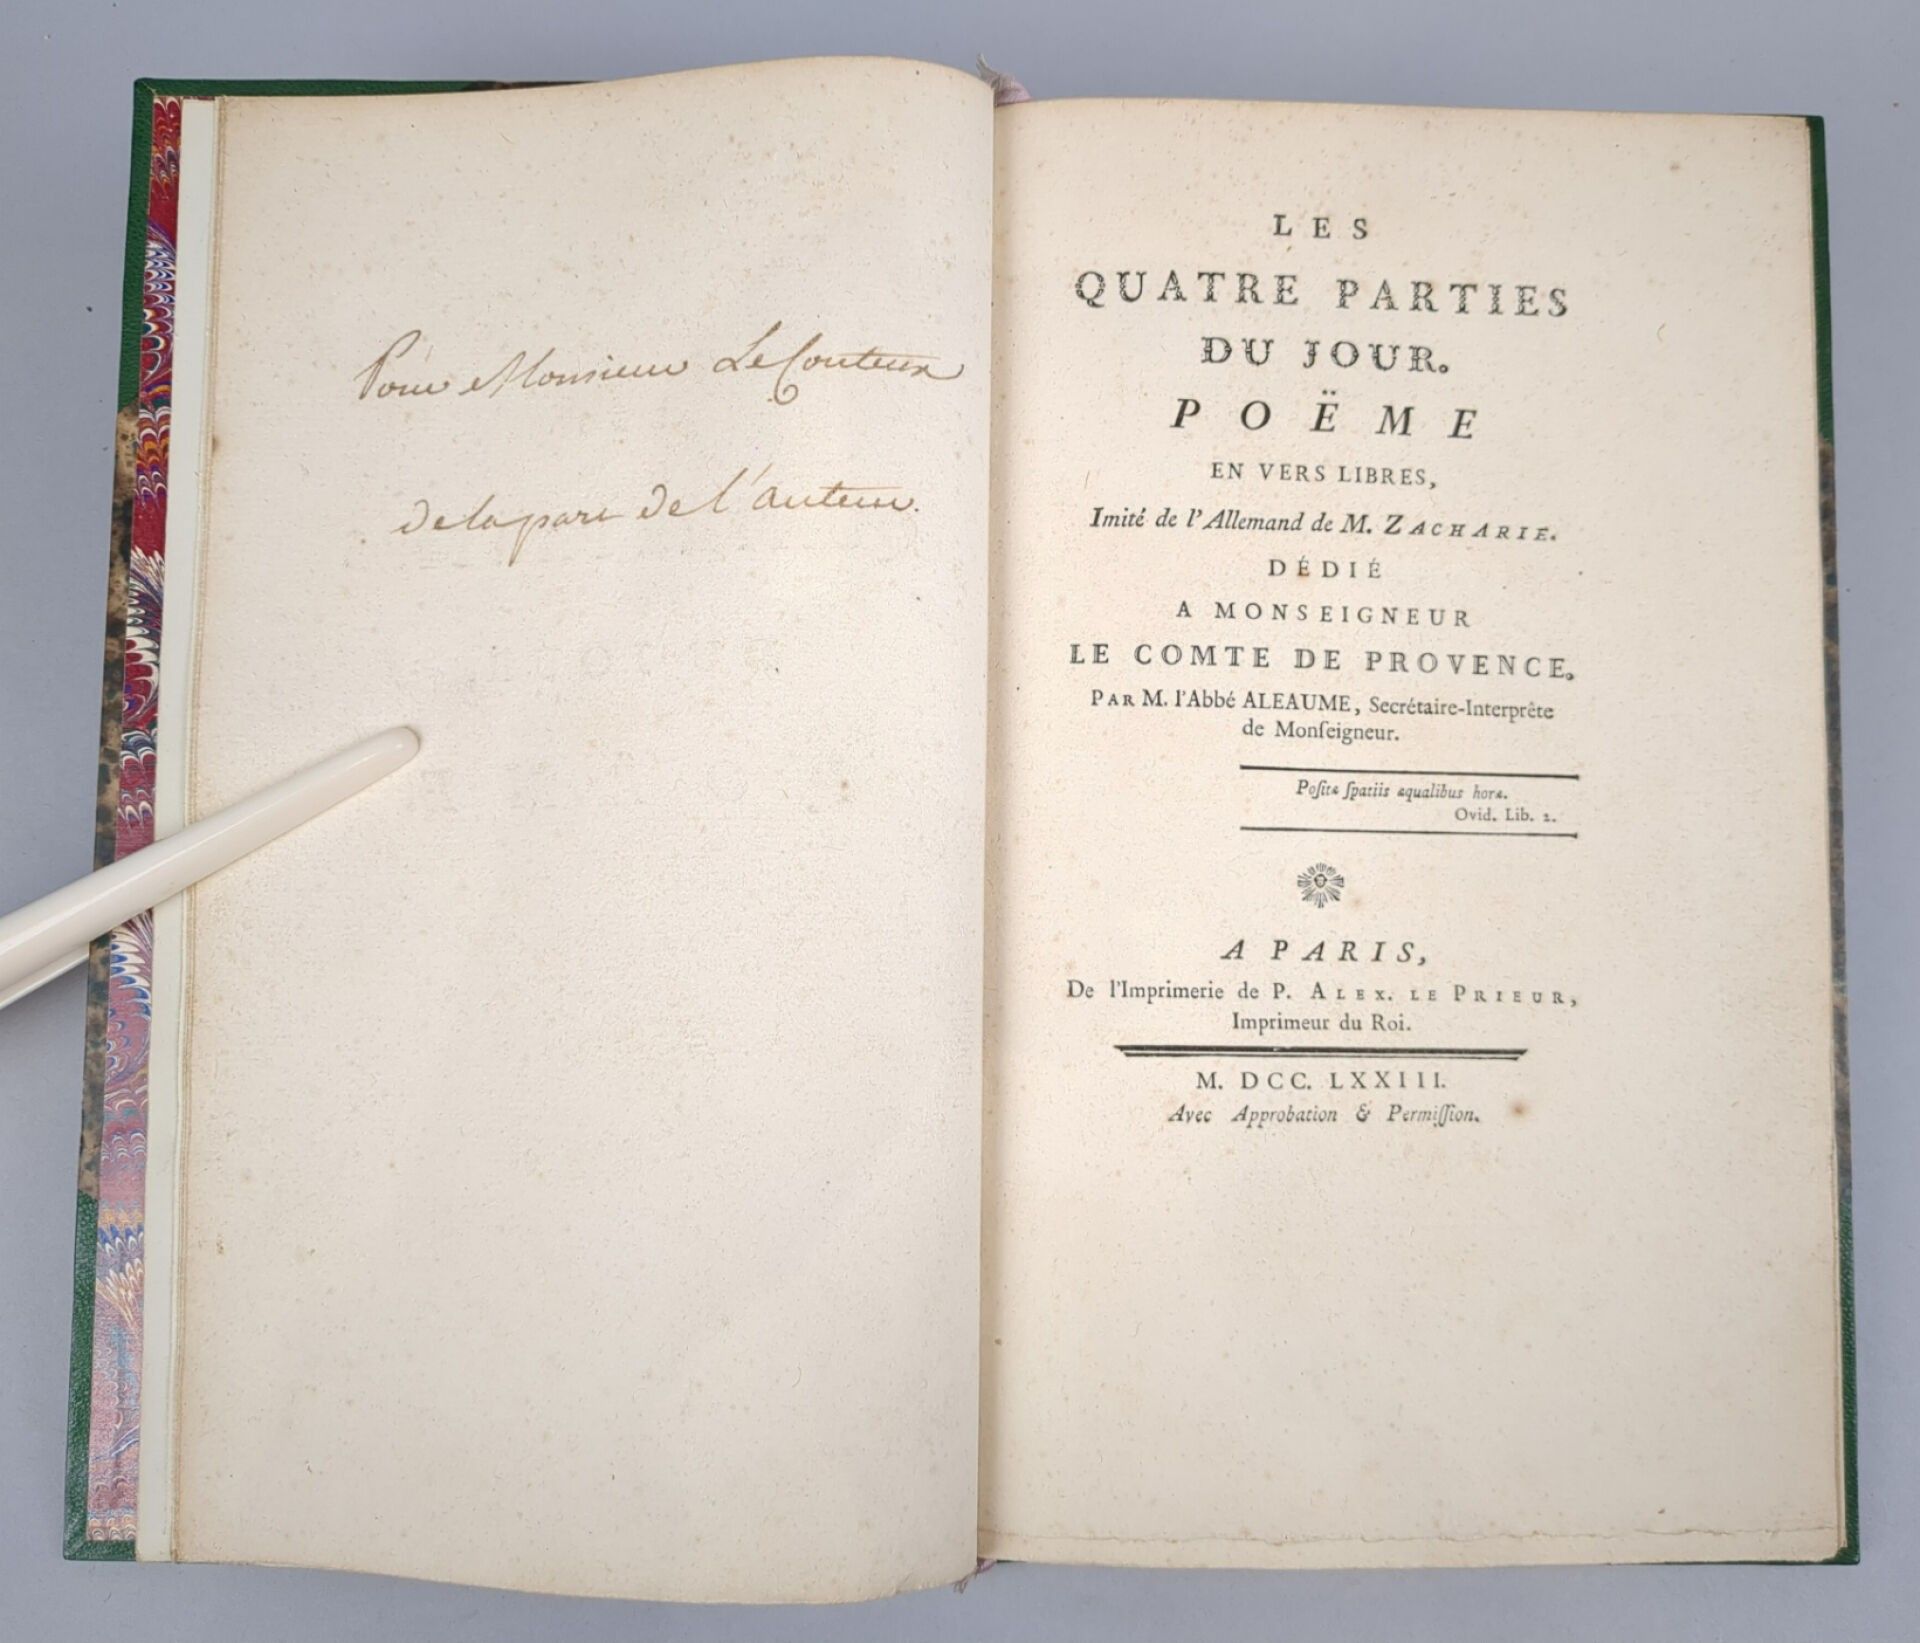 Pour Monsieur LeCouteux
de la part de l'auteur.
LES
QUATRE PARTIES
DU JOUR.
POËME
EN VERS LIBRES,
Imité de l'Allemand de M. ZACHARIE.
DÉDIÉ
A MONSEIGNEUR
LE COMTE DE PROVENCE.
PAR M. l'Abbé ALEAUME, Secrétaire-Interprête
de Monſeigneur.
Poſitæ ſpatiis æqualibus horæ.
Ovid. Lib. 2.
A PARIS,
De l'Imprimerie de P. ALEX. LE PRIEUR,
Imprimeur du Roi.
M. DCC. LXXIII.
Avec Approbation & Permiſſion.